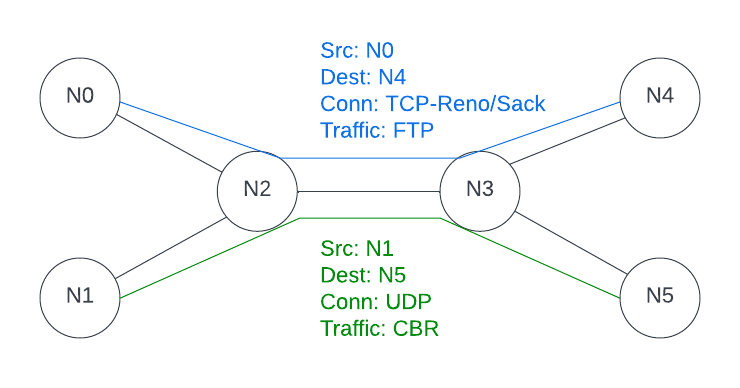 Src: N0
Dest: N4
Conn: TCP-Reno/Sack
Traffic: FTP
N0
N4
N2
N3
Src: N1
Dest: N5
Conn: UDP
Traffic: CBR
N1
N5